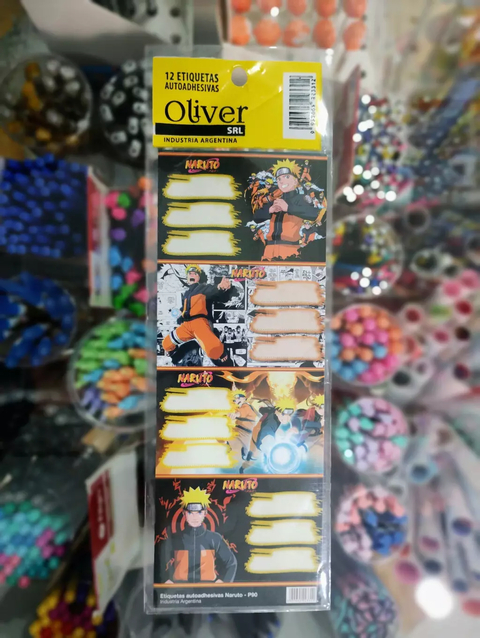 12 ETIQUETAS
AUTOADHESIVAS
Oliver
SRL
INDUSTRIA ARGENTINA
NARUTO
NARUTO
NARUTO
NARUTO
Etiquetas autoadhesivas Naruto - P90
Industria Argentina